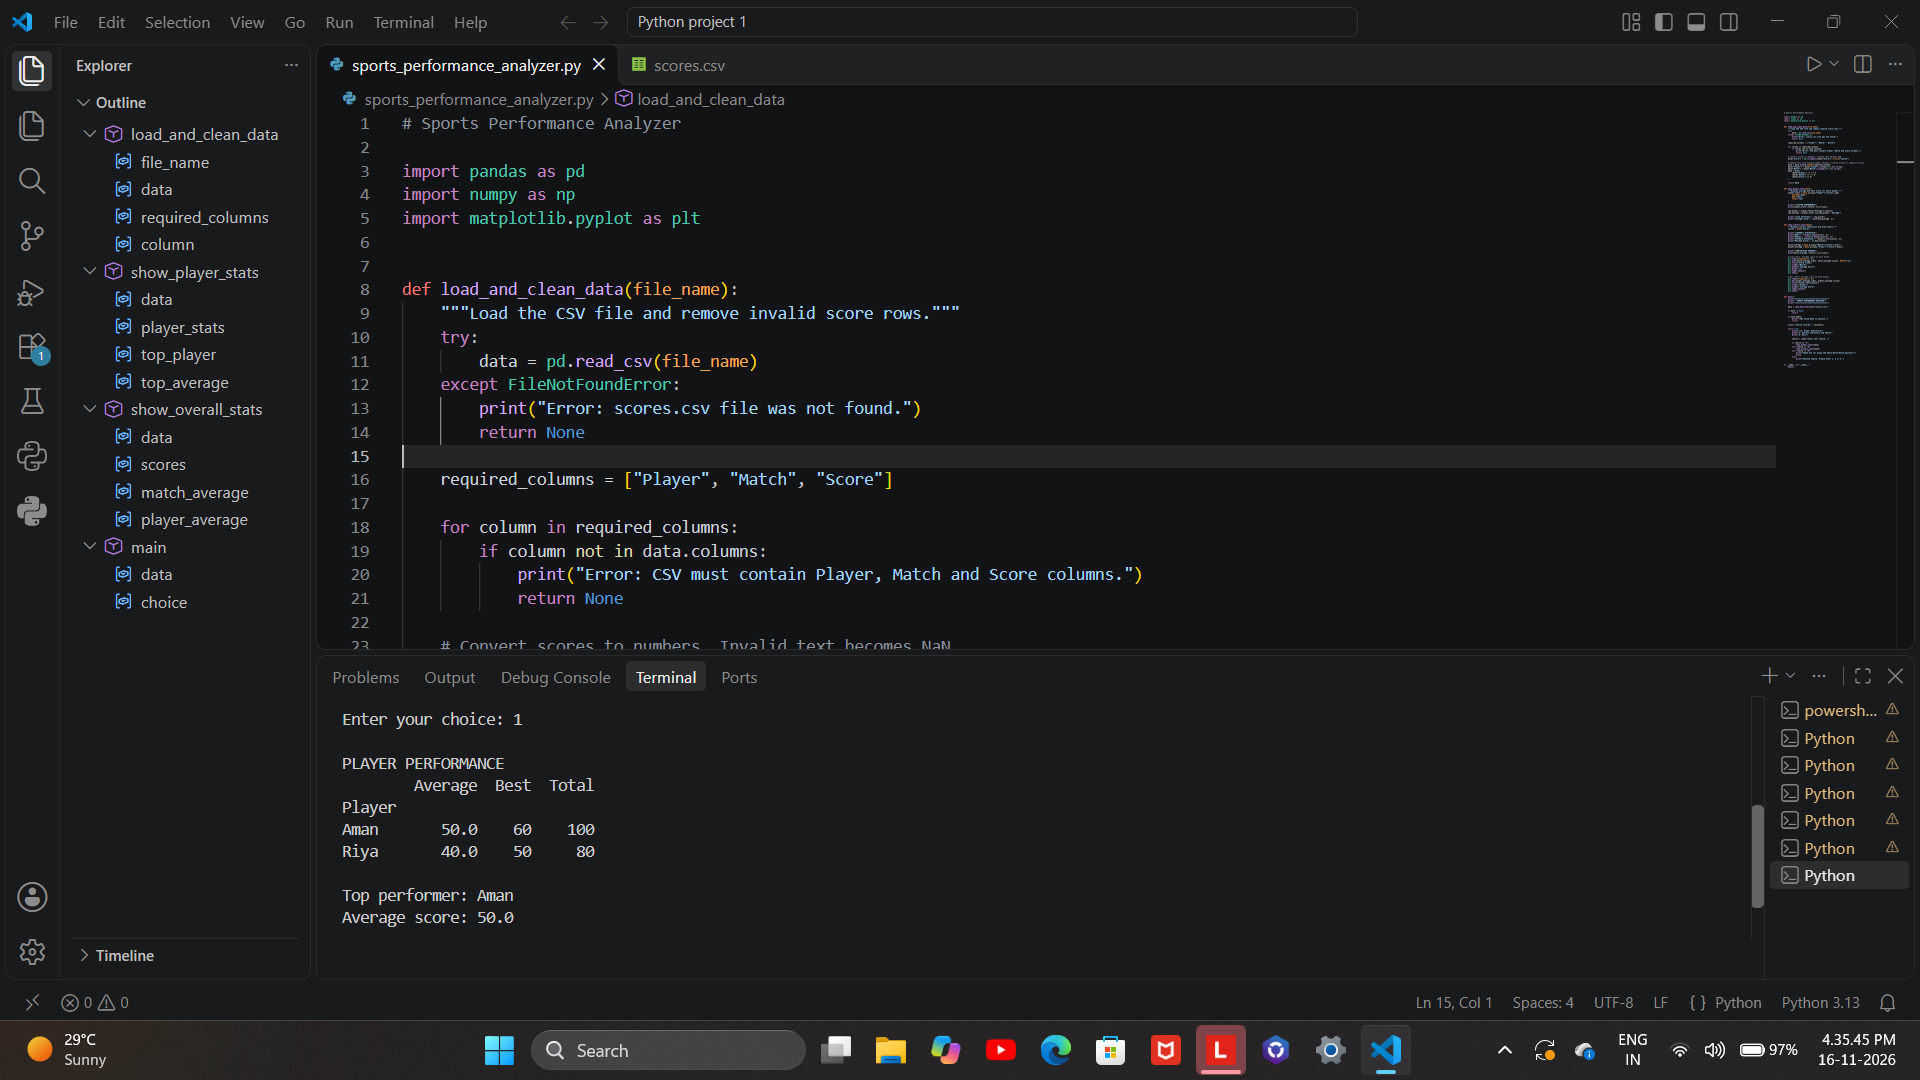 File Edit Selection View Go Run Terminal Help
Python project 1
Explorer
Outline
load_and_clean_data
file_name
data
required_columns
column
show_player_stats
data
player_stats
top_player
top_average
show_overall_stats
data
scores
match_average
player_average
main
data
choice
Timeline
1
sports_performance_analyzer.py
scores.csv
sports_performance_analyzer.py > load_and_clean_data
1 # Sports Performance Analyzer
2
3 import pandas as pd
4 import numpy as np
5 import matplotlib.pyplot as plt
6
7
8 def load_and_clean_data(file_name):
9 """Load the CSV file and remove invalid score rows."""
10 try:
11 data = pd.read_csv(file_name)
12 except FileNotFoundError:
13 print("Error: scores.csv file was not found.")
14 return None
15
16 required_columns = ["Player", "Match", "Score"]
17
18 for column in required_columns:
19 if column not in data.columns:
20 print("Error: CSV must contain Player, Match and Score columns.")
21 return None
22
23 # Convert scores to numbers. Invalid text becomes NaN
Problems Output Debug Console Terminal Ports
Enter your choice: 1
PLAYER PERFORMANCE
Average Best Total
Player
Aman 50.0 60 100
Riya 40.0 50 80
Top performer: Aman
Average score: 50.0
powersh...
Python
Python
Python
Python
Python
Python
0 0
Ln 15, Col 1 Spaces: 4 UTF-8 LF { } Python Python 3.13
29°C
Sunny
Search
L
ENG
IN
97%
4.35.45 PM
16-11-2026